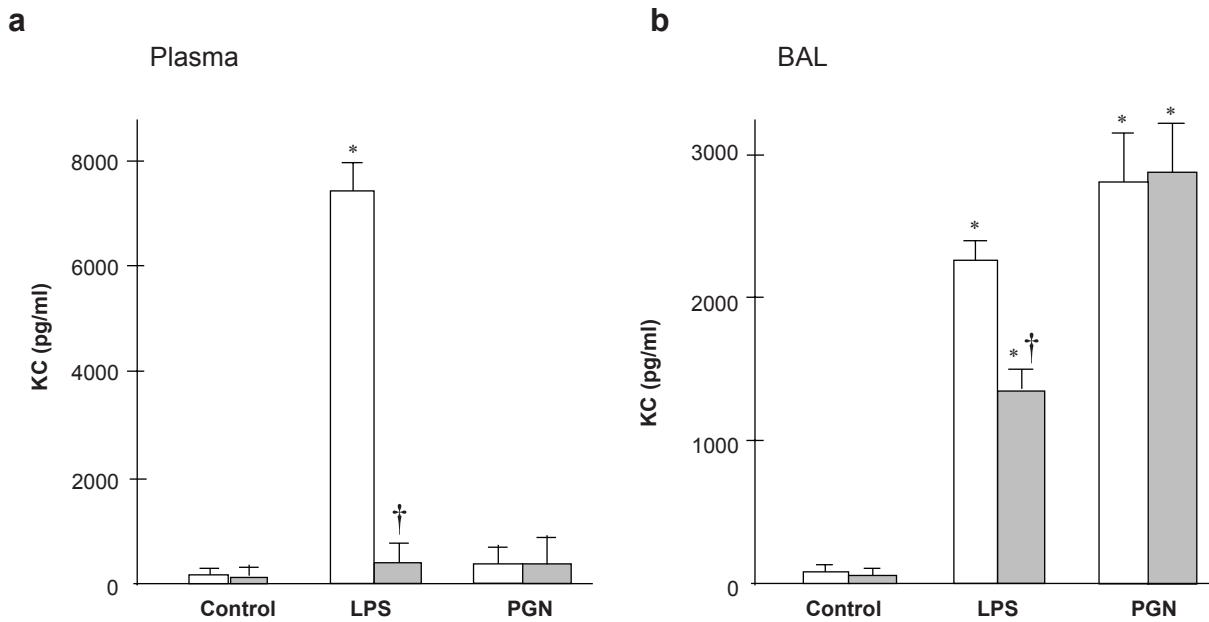 a
Plasma
KC (pg/ml)
8000
6000
4000
2000
0
*
†
Control LPS PGN
b
BAL
KC (pg/ml)
3000
2000
1000
0
*
*†
*
*
Control LPS PGN